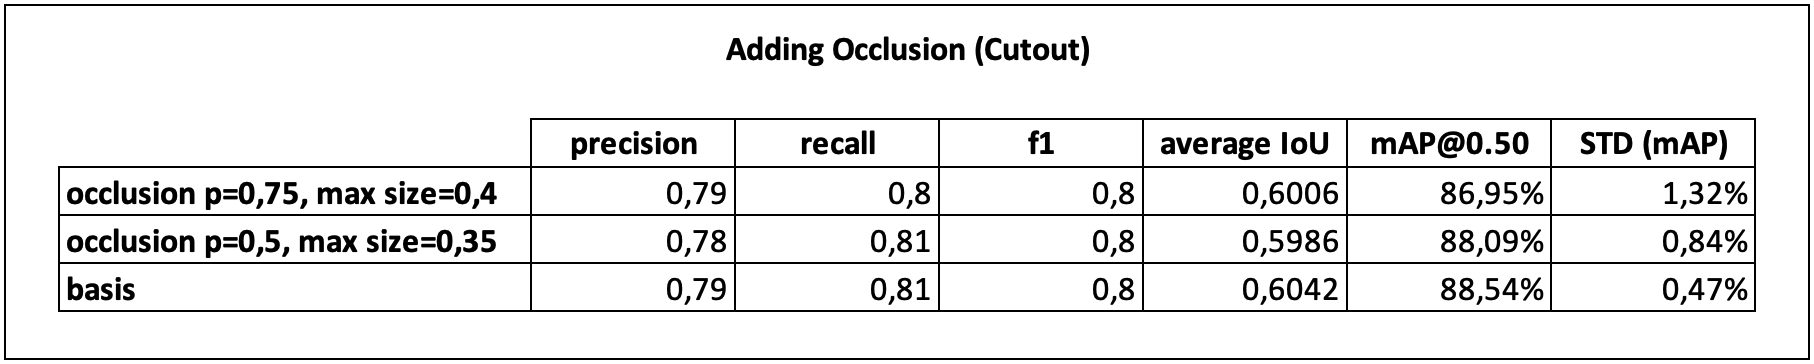 Adding Occlusion (Cutout)
precision recall f1 average IoU mAP@0.50 STD (mAP)
occlusion p=0,75, max size=0,4 0,79 0,8 0,8 0,6006 86,95% 1,32%
occlusion p=0,5, max size=0,35 0,78 0,81 0,8 0,5986 88,09% 0,84%
basis 0,79 0,81 0,8 0,6042 88,54% 0,47%